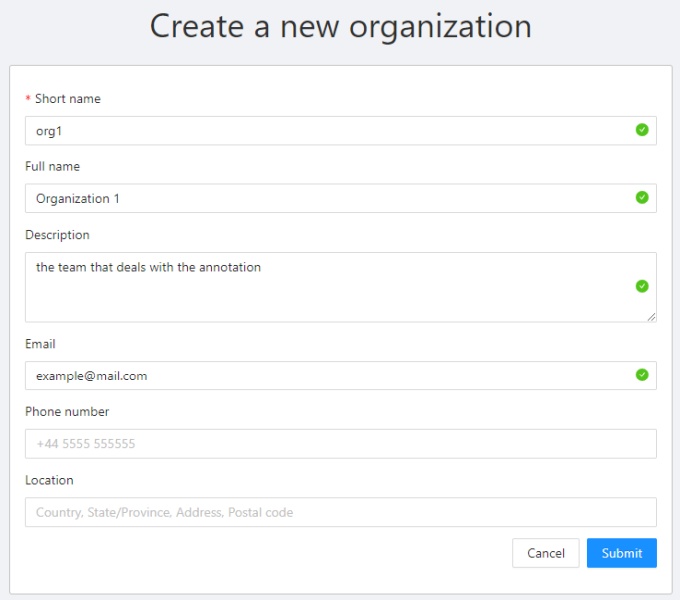 Create a new organization
* Short name
org1
Full name
Organization 1
Description
the team that deals with the annotation
Email
example@mail.com
Phone number
+44 5555 555555
Location
Country, State/Province, Address, Postal code
Cancel Submit